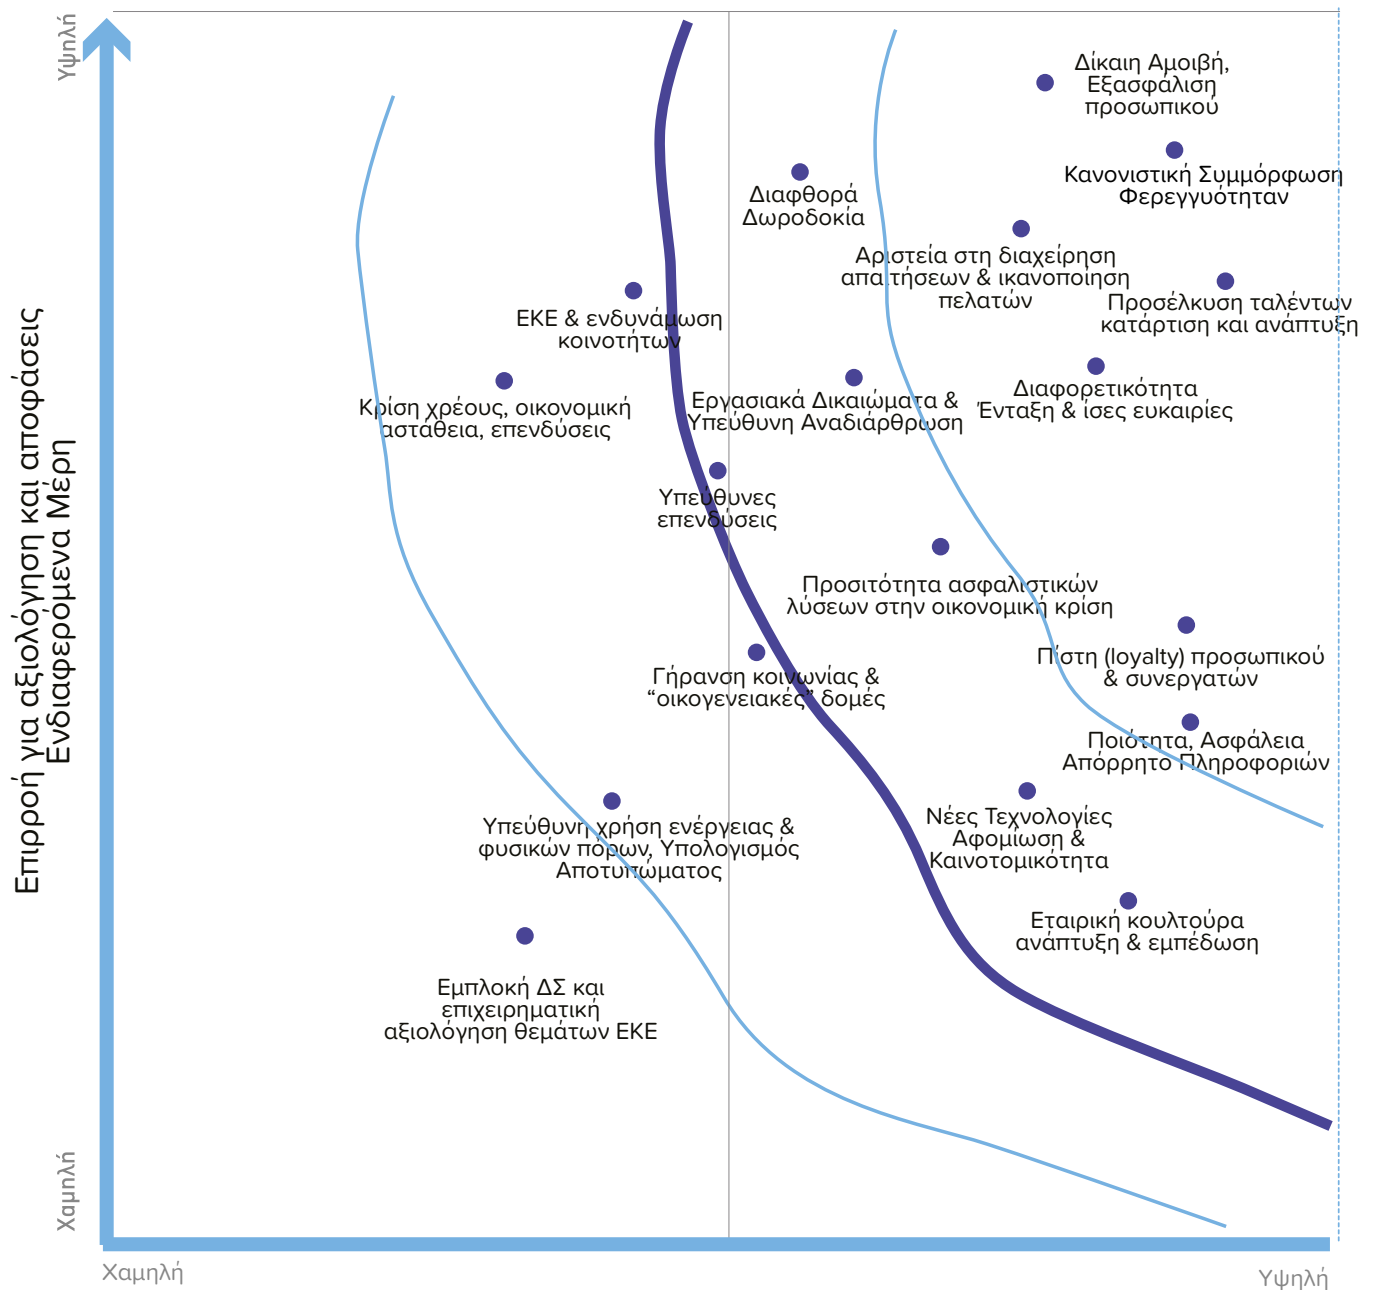 Υψηλή
Δίκαιη Αμοιβή,
Εξασφάλιση
προσωπικού
Κανονιστική Συμμόρφωση
Φερεγγυότηταν
Διαφθορά
Δωροδοκία
Αριστεία στη διαχείρηση
απαιτήσεων & ικανοποίηση
πελατών
Προσέλκυση ταλέντων
κατάρτιση και ανάπτυξη
ΕΚΕ & ενδυνάμωση
κοινοτήτων
Κρίση χρέους, οικονομική
αστάθεια, επενδύσεις
Εργασιακά Δικαιώματα &
Υπεύθυνη Αναδιάρθρωση
Διαφορετικότητα
Ένταξη & ίσες ευκαιρίες
Υπεύθυνες
επενδύσεις
Προσιτότητα ασφαλιστικών
λύσεων στην οικονομική κρίση
Πίστη (loyalty) προσωπικού
& συνεργατών
Γήρανση κοινωνίας &
“οικογενειακές” δομές
Ποιότητα, Ασφάλεια
Απόρρητο Πληροφοριών
Νέες Τεχνολογίες
Αφομίωση &
Καινοτομικότητα
Υπεύθυνη χρήση ενέργειας &
φυσικών πόρων, Υπολογισμός
Αποτυπώματος
Εταιρική κουλτούρα
ανάπτυξη & εμπέδωση
Εμπλοκή ΔΣ και
επιχειρηματική
αξιολόγηση θεμάτων ΕΚΕ
Επιρροή για αξιολόγηση και αποφάσεις
Ενδιαφερόμενα Μέρη
Χαμηλή
Χαμηλή
Υψηλή